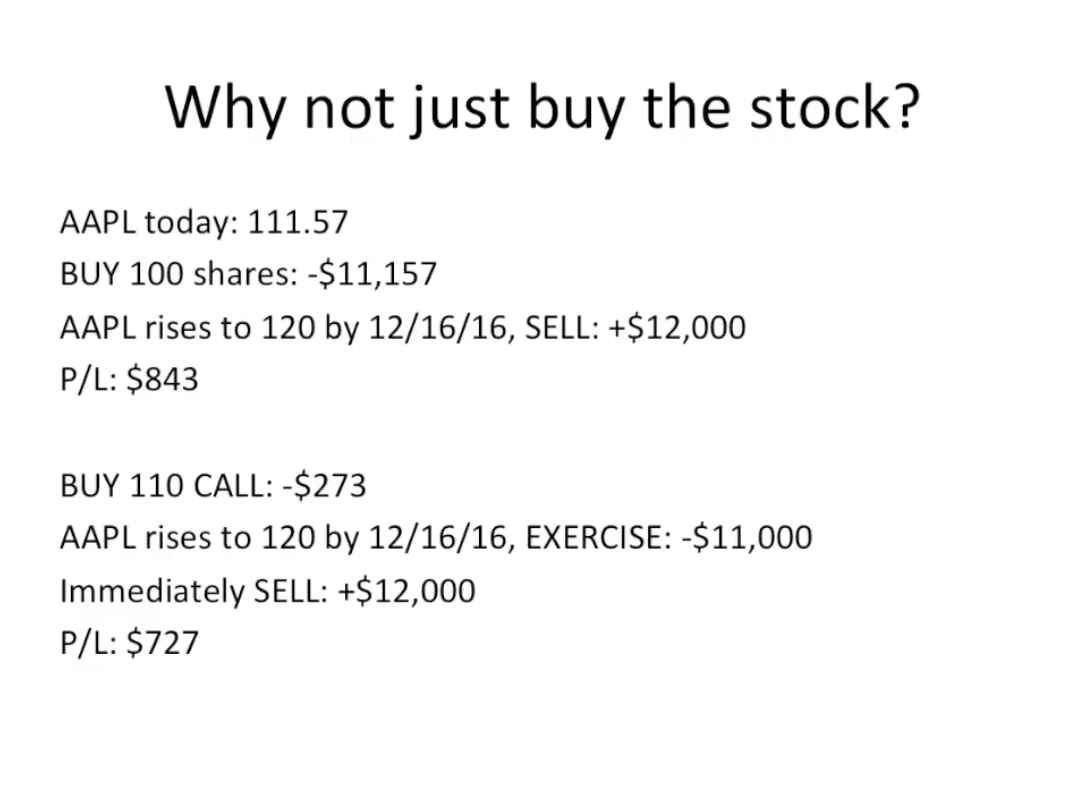 Why not just buy the stock?
AAPL today: 111.57
BUY 100 shares: -$11,157
AAPL rises to 120 by 12/16/16, SELL: +$12,000
P/L: $843
BUY 110 CALL: -$273
AAPL rises to 120 by 12/16/16, EXERCISE: -$11,000
Immediately SELL: +$12,000
P/L: $727